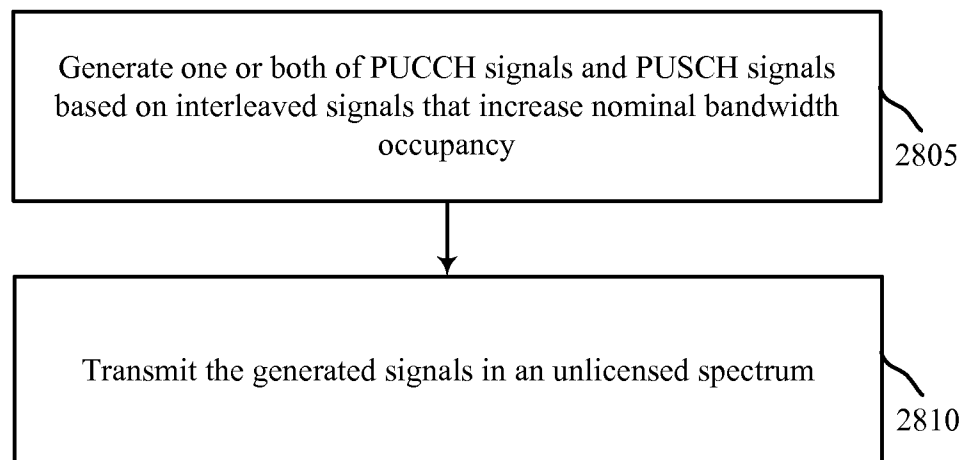 Generate one or both of PUCCH signals and PUSCH signals
based on interleaved signals that increase nominal bandwidth
occupancy
2805
Transmit the generated signals in an unlicensed spectrum
2810